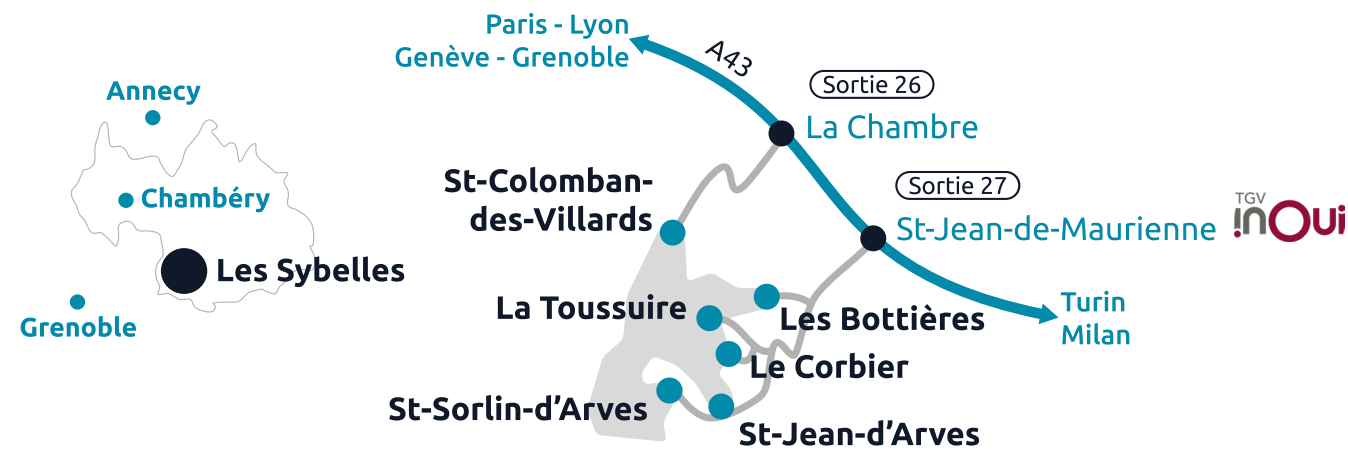 Paris - Lyon
Genève - Grenoble
A43
Sortie 26
La Chambre
Annecy
Chambéry
Les Sybelles
Grenoble
St-Colomban-
des-Villards
Sortie 27
St-Jean-de-Maurienne
TGV
inOui
La Toussuire
Les Bottières
Turin
Milan
Le Corbier
St-Sorlin-d’Arves
St-Jean-d’Arves